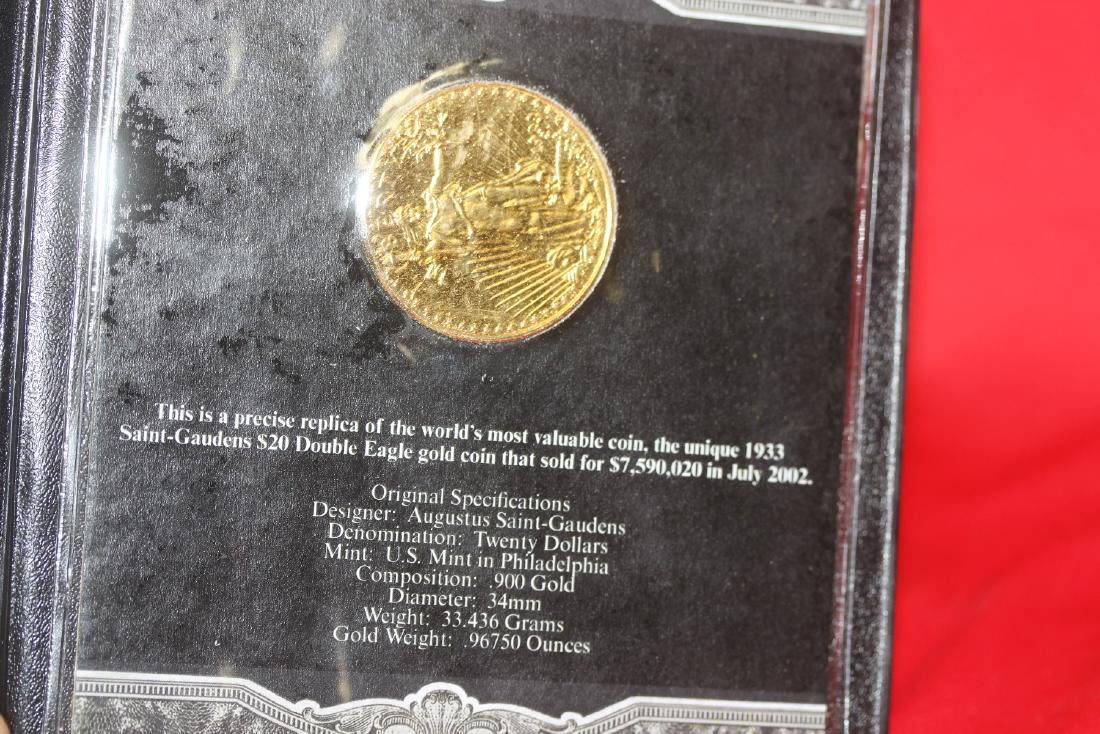 This is a precise replica of the world's most valuable coin, the unique 1933
Saint-Gaudens $20 Double Eagle gold coin that sold for $7,590,020 in July 2002.
Original Specifications
Designer: Augustus Saint-Gaudens
Denomination: Twenty Dollars
Mint: U.S. Mint in Philadelphia
Composition: .900 Gold
Diameter: 34mm
Weight: 33.436 Grams
Gold Weight: .96750 Ounces